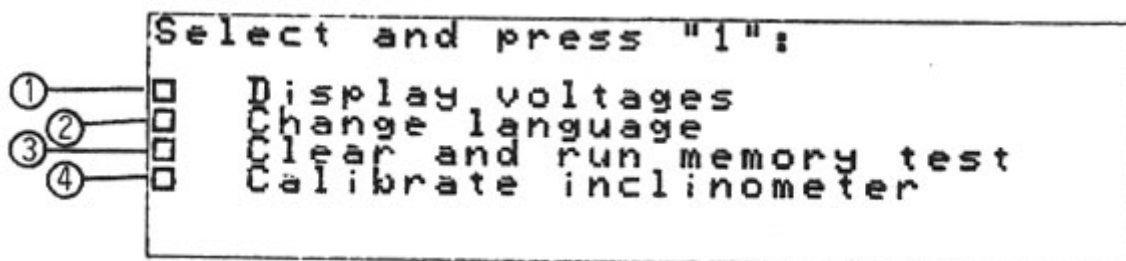 Select and press "1":
① □ Display voltages
② □ Change language
③ □ Clear and run memory test
④ □ Calibrate inclinometer